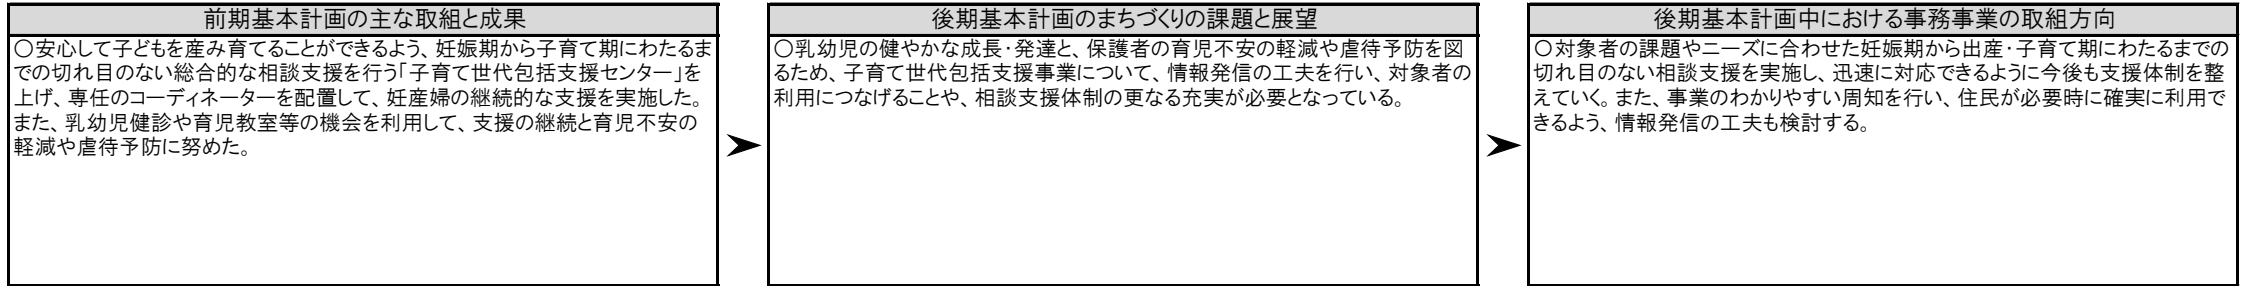 前期基本計画の主な取組と成果
○安心して子どもを産み育てることができるよう、妊娠期から子育て期にわたるま
での切れ目のない総合的な相談支援を行う「子育て世代包括支援センター」を
上げ、専任のコーディネーターを配置して、妊産婦の継続的な支援を実施した。
また、乳幼児健診や育児教室等の機会を利用して、支援の継続と育児不安の
軽減や虐待予防に努めた。
後期基本計画のまちづくりの課題と展望
○乳幼児の健やかな成長・発達と、保護者の育児不安の軽減や虐待予防を図
るため、子育て世代包括支援事業について、情報発信の工夫を行い、対象者の
利用につなげることや、相談支援体制の更なる充実が必要となっている。
後期基本計画中における事務事業の取組方向
○対象者の課題やニーズに合わせた妊娠期から出産・子育て期にわたるまでの
切れ目のない相談支援を実施し、迅速に対応できるように今後も支援体制を整
えていく。また、事業のわかりやすい周知を行い、住民が必要時に確実に利用で
きるよう、情報発信の工夫も検討する。